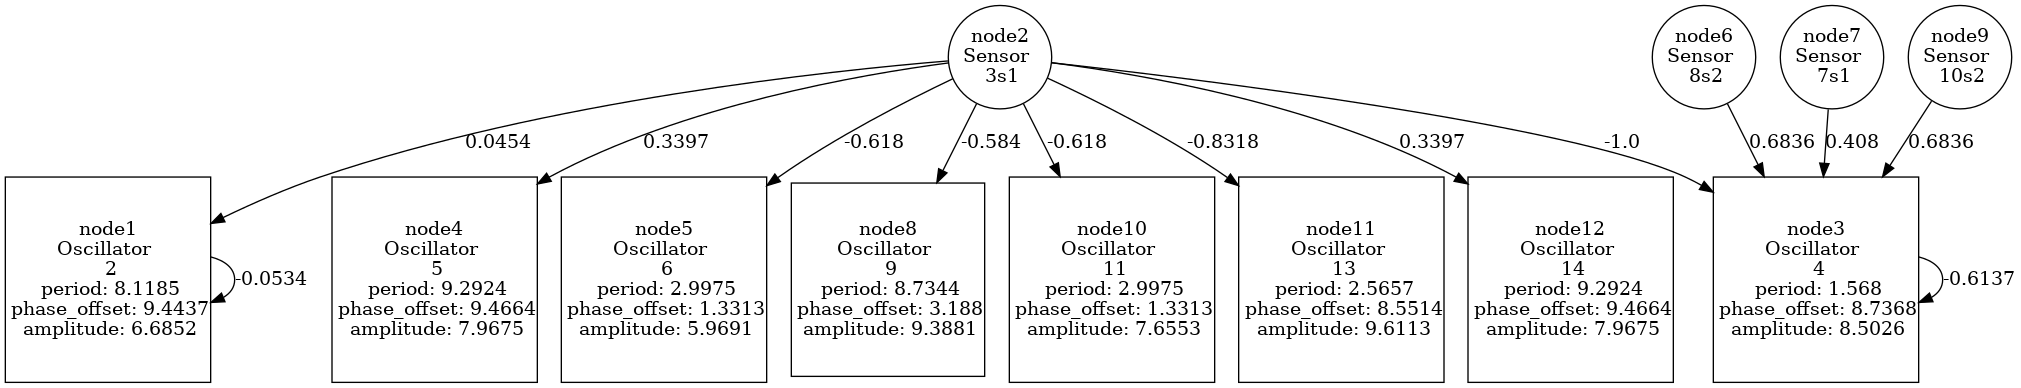 node2
Sensor
3s1
node6
Sensor
8s2
node7
Sensor
7s1
node9
Sensor
10s2
0.0454
0.3397
-0.618
-0.584
-0.618
-0.8318
0.3397
-1.0
0.6836
0.408
0.6836
node1
Oscillator
2
period: 8.1185
phase_offset: 9.4437
amplitude: 6.6852
-0.0534
node4
Oscillator
5
period: 9.2924
phase_offset: 9.4664
amplitude: 7.9675
node5
Oscillator
6
period: 2.9975
phase_offset: 1.3313
amplitude: 5.9691
node8
Oscillator
9
period: 8.7344
phase_offset: 3.188
amplitude: 9.3881
node10
Oscillator
11
period: 2.9975
phase_offset: 1.3313
amplitude: 7.6553
node11
Oscillator
13
period: 2.5657
phase_offset: 8.5514
amplitude: 9.6113
node12
Oscillator
14
period: 9.2924
phase_offset: 9.4664
amplitude: 7.9675
node3
Oscillator
4
period: 1.568
phase_offset: 8.7368
amplitude: 8.5026
-0.6137